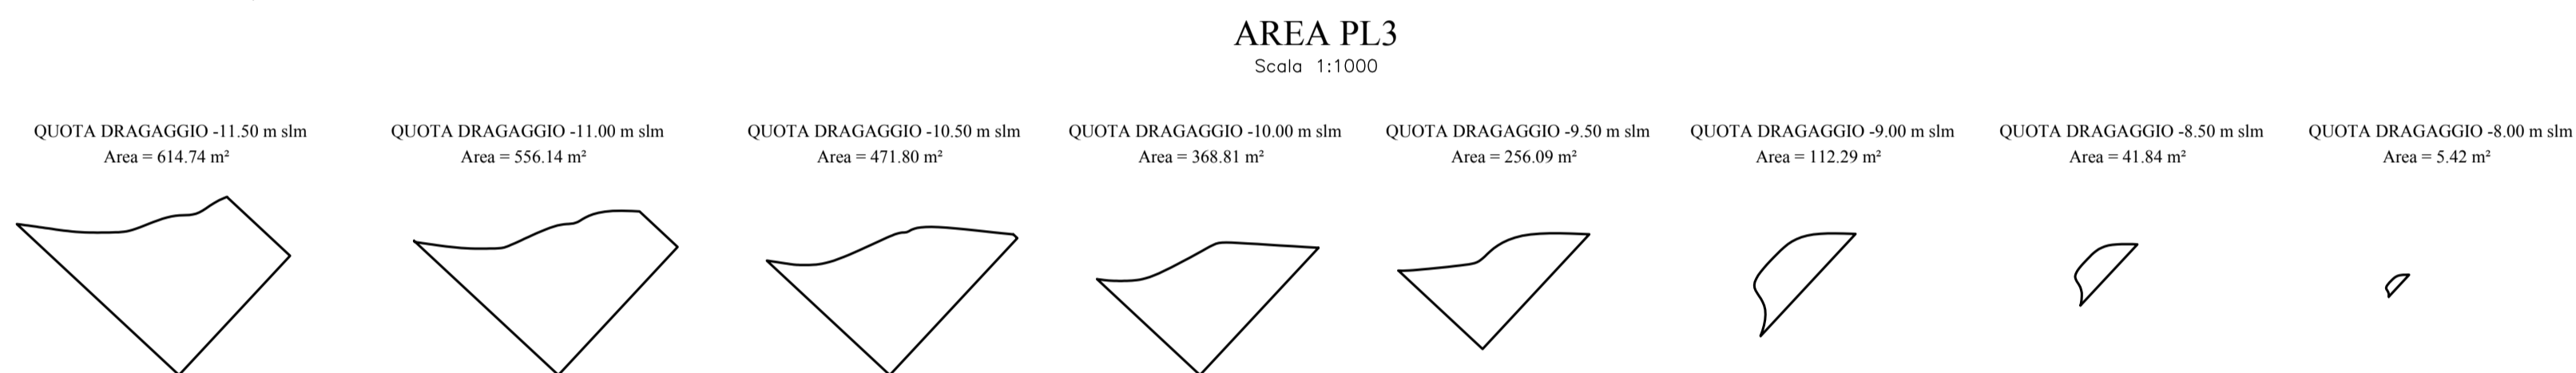 AREA PL3
Scala 1:1000
QUOTA DRAGAGGIO -11.50 m slm
Area = 614.74 m²
QUOTA DRAGAGGIO -11.00 m slm
Area = 556.14 m²
QUOTA DRAGAGGIO -10.50 m slm
Area = 471.80 m²
QUOTA DRAGAGGIO -10.00 m slm
Area = 368.81 m²
QUOTA DRAGAGGIO -9.50 m slm
Area = 256.09 m²
QUOTA DRAGAGGIO -9.00 m slm
Area = 112.29 m²
QUOTA DRAGAGGIO -8.50 m slm
Area = 41.84 m²
QUOTA DRAGAGGIO -8.00 m slm
Area = 5.42 m²